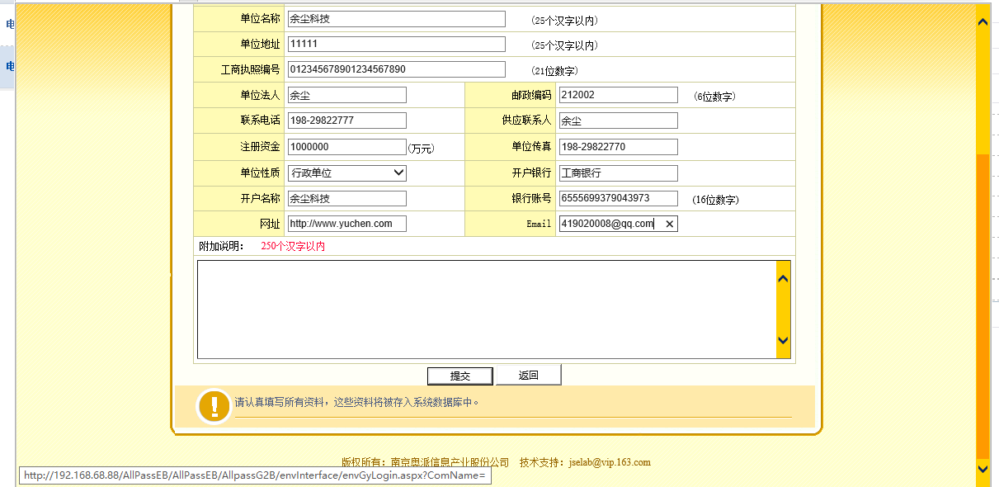 电
电
单位名称 余尘科技 (25个汉字以内)
单位地址 11111 (25个汉字以内)
工商执照编号 012345678901234567890 (21位数字)
单位法人 余尘 邮政编码 212002 (6位数字)
联系电话 198-29822777 供应联系人 余尘
注册资金 1000000 (万元) 单位传真 198-29822770
单位性质 行政单位 开户银行 工商银行
开户名称 余尘科技 银行账号 6555699379043973 (16位数字)
网址 http://www.yuchen.com Email 419020008@qq.com
附加说明： 250个汉字以内
提交 返回
请认真填写所有资料，这些资料将被存入系统数据库中。
版权所有：南京奥派信息产业股份公司 技术支持：jselab@vip.163.com
http://192.168.68.88/AllPassEB/AllPassEB/AllpassG2B/envInterface/envGyLogin.aspx?ComName=